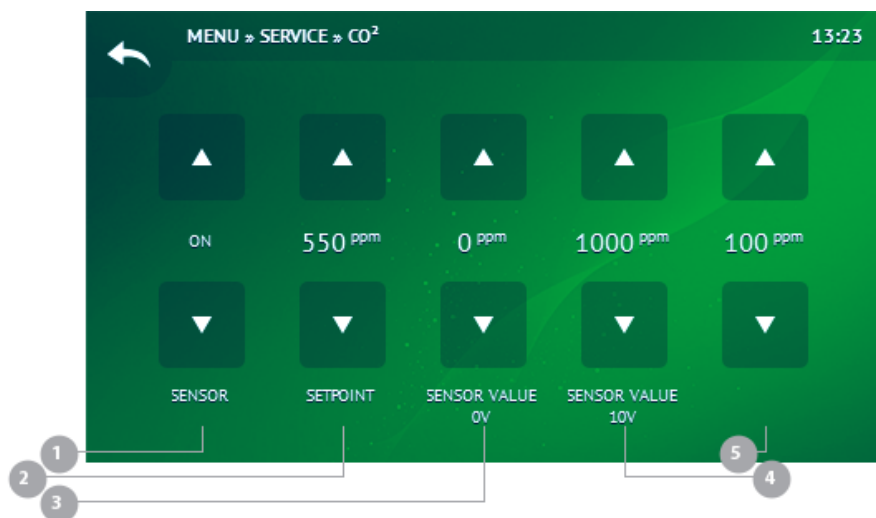 MENU » SERVICE » CO²
13:23
ON
550 ppm
0 ppm
1000 ppm
100 ppm
SENSOR
SETPOINT
SENSOR VALUE
0V
SENSOR VALUE
10V
1
2
3
5
4